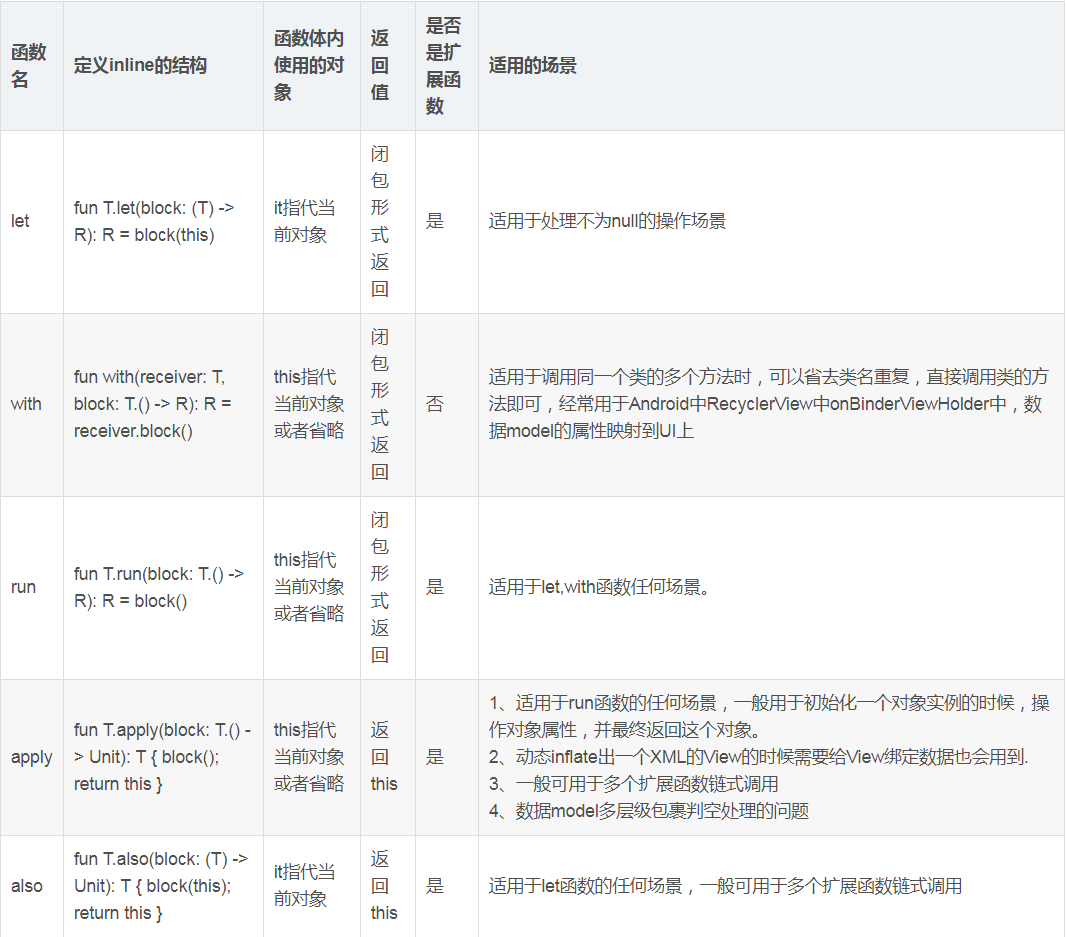 函数名
定义inline的结构
函数体内使用的对象
返回值
是否是扩展函数
适用的场景
let
fun T.let(block: (T) ->
R): R = block(this)
it指代当
前对象
闭包形式返回
是
适用于处理不为null的操作场景
with
fun with(receiver: T,
block: T.() -> R): R =
receiver.block()
this指代
当前对象
或者省略
闭包形式返回
否
适用于调用同一个类的多个方法时，可以省去类名重复，直接调用类的方
法即可，经常用于Android中RecyclerView中onBinderViewHolder中，数
据model的属性映射到UI上
run
fun T.run(block: T.() ->
R): R = block()
this指代
当前对象
或者省略
闭包形式返回
是
适用于let,with函数任何场景。
apply
fun T.apply(block: T.() -
> Unit): T { block();
return this }
this指代
当前对象
或者省略
返
回
this
是
1、适用于run函数的任何场景，一般用于初始化一个对象实例的时候，操
作对象属性，并最终返回这个对象。
2、动态inflate出一个XML的View的时候需要给View绑定数据也会用到.
3、一般可用于多个扩展函数链式调用
4、数据model多层级包裹判空处理的问题
also
fun T.also(block: (T) ->
Unit): T { block(this);
return this }
it指代当
前对象
返
回
this
是
适用于let函数的任何场景，一般可用于多个扩展函数链式调用